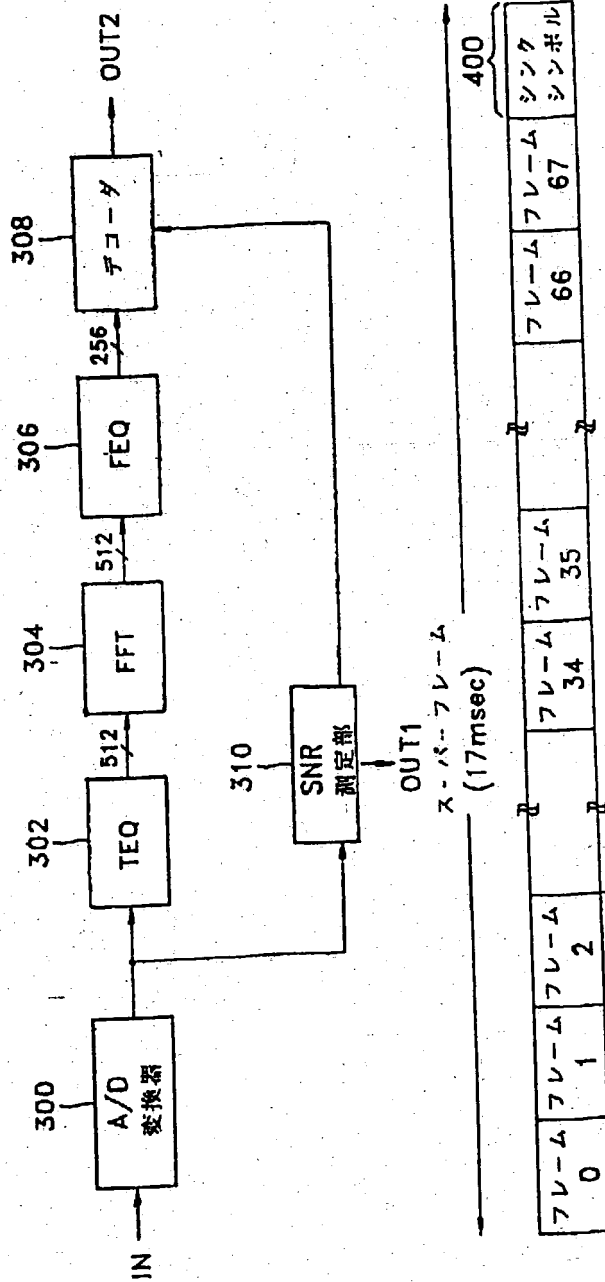 300
302
304
306
308
IN
A/D
変換器
TEQ
512
FFT
512
FEQ
256
デコーダ
OUT2
310
SNR
測定部
OUT1
スーパーフレーム
(17msec)
400
フレーム
0
フレーム
1
フレーム
2
フレーム
34
フレーム
35
フレーム
66
フレーム
67
シンク
シンボル